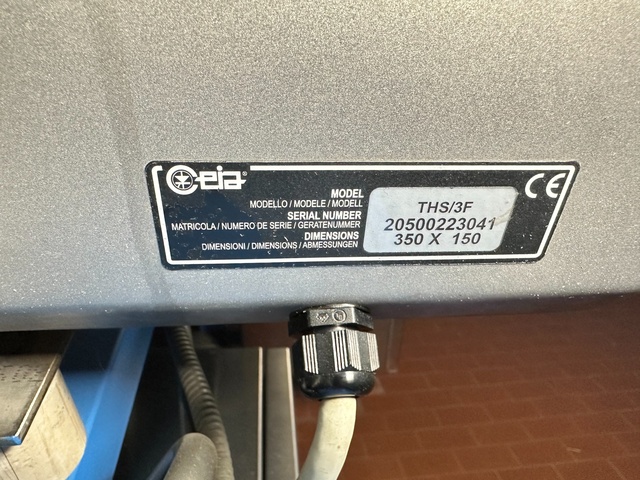 ceia®
CE
MODEL
MODELLO / MODELE / MODELL
THS/3F
SERIAL NUMBER
MATRICOLA / NUMERO DE SERIE / GERATENUMMER
20500223041
DIMENSIONS
DIMENSIONI / DIMENSIONS / ABMESSUNGEN
350 X 150